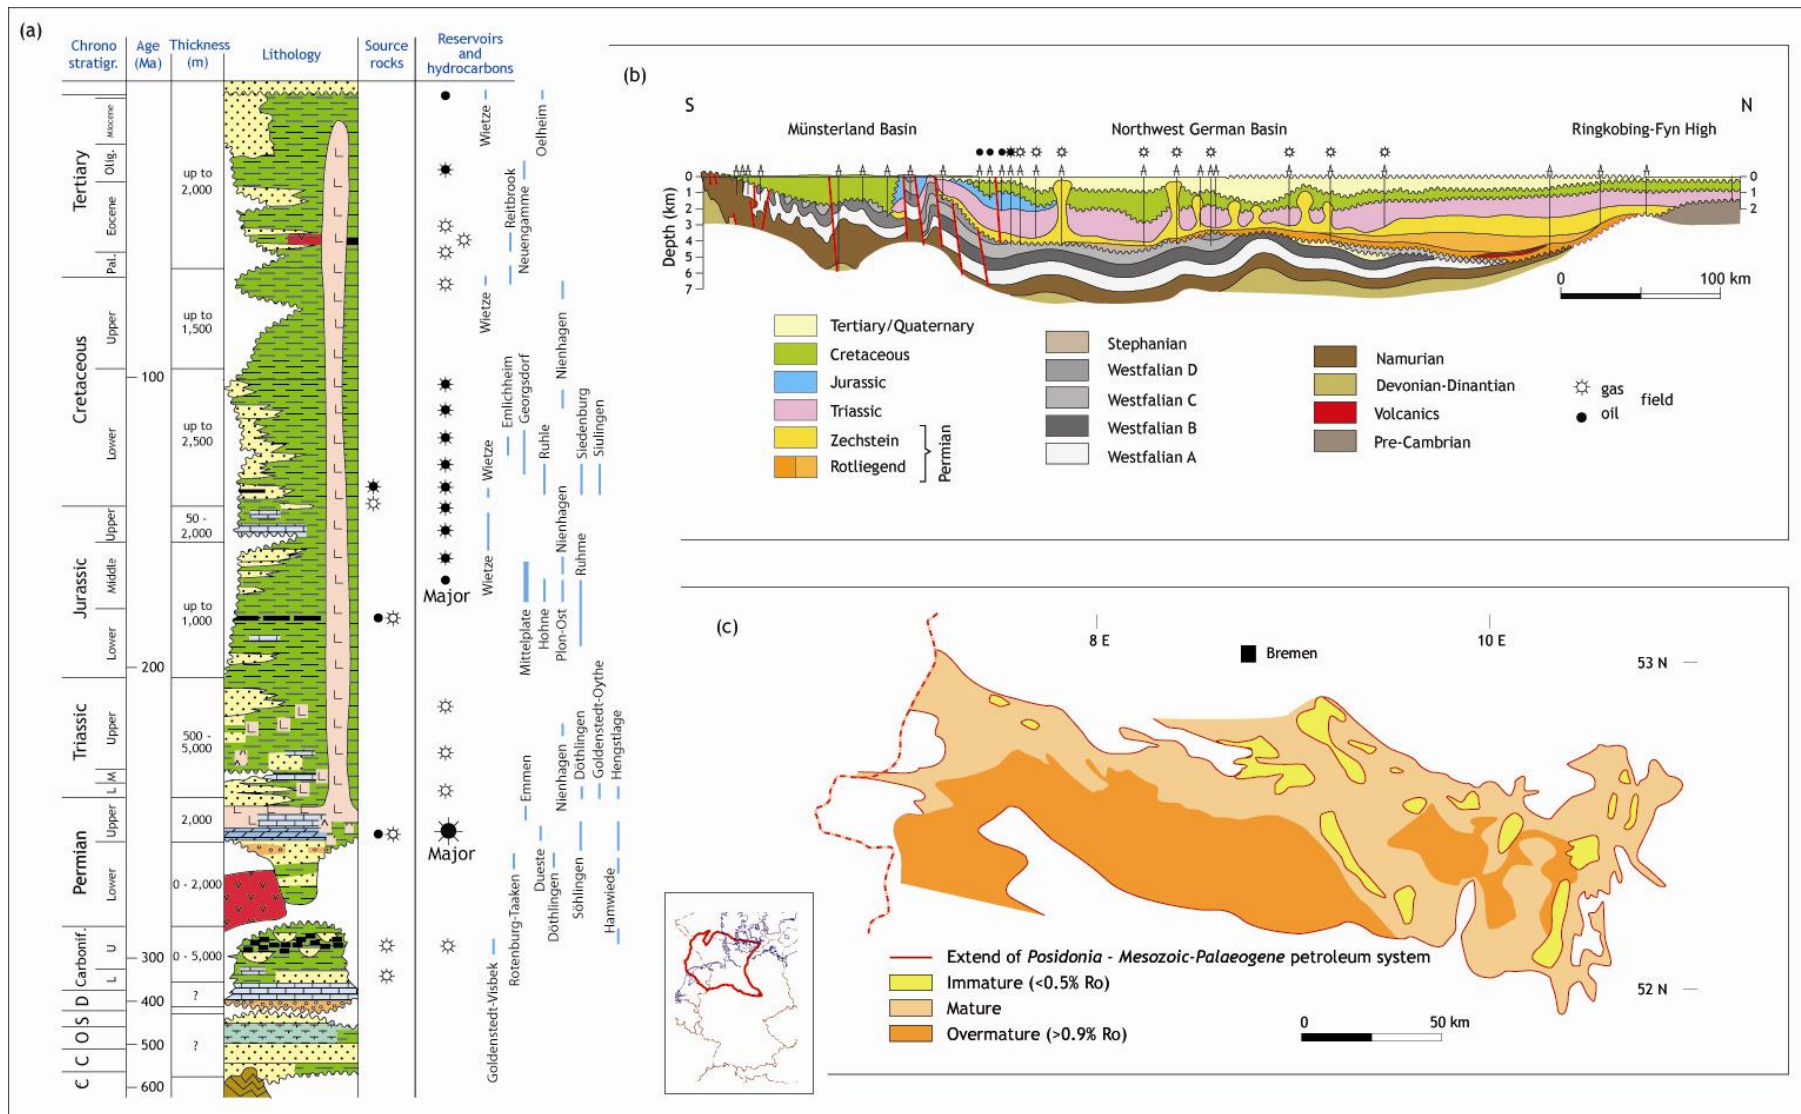 (a)
Chrono
stratigr.
Age
(Ma)
Thickness
(m)
Lithology
Source
rocks
Reservoirs
and
hydrocarbons
Tertiary
Miocene
Olig.
Eocene
Pal.
Cretaceous
Upper
Lower
Jurassic
Upper
Middle
Lower
Triassic
Upper
M
L
Permian
Upper
Lower
Carbonif.
U
L
D
S
O
C
C
100
200
300
400
500
600
up to
2,000
up to
1,500
up to
2,500
50 -
2,000
up to
1,000
500 -
5,000
2,000
0 - 2,000
0 - 5,000
?
?
Major
Major
Wietze
Oelheim
Reitbrook
Neuengamme
Wietze
Nienhagen
Emlichheim
Georgsdorf
Wietze
Ruhle
Siedenburg
Siulingen
Nienhagen
Wietze
Ruhme
Mittelplate
Hohne
Plon-Ost
Emmen
Nienhagen
Döthlingen
Goldenstedt-Oythe
Hengstlage
Goldenstedt-Visbek
Rotenburg-Taaken
Dueste
Döthlingen
Söhlingen
Hamwiede
(b)
S
N
Münsterland Basin
Northwest German Basin
Ringkobing-Fyn High
Depth (km)
0
1
2
3
4
5
6
7
0
1
2
0
100 km
Tertiary/Quaternary
Cretaceous
Jurassic
Triassic
Zechstein
Rotliegend
Permian
Stephanian
Westfalian D
Westfalian C
Westfalian B
Westfalian A
Namurian
Devonian-Dinantian
Volcanics
Pre-Cambrian
gas
oil
field
(c)
8 E
10 E
Bremen
53 N
52 N
Extend of Posidonia - Mesozoic-Palaeogene petroleum system
Immature (<0.5% Ro)
Mature
Overmature (>0.9% Ro)
0
50 km